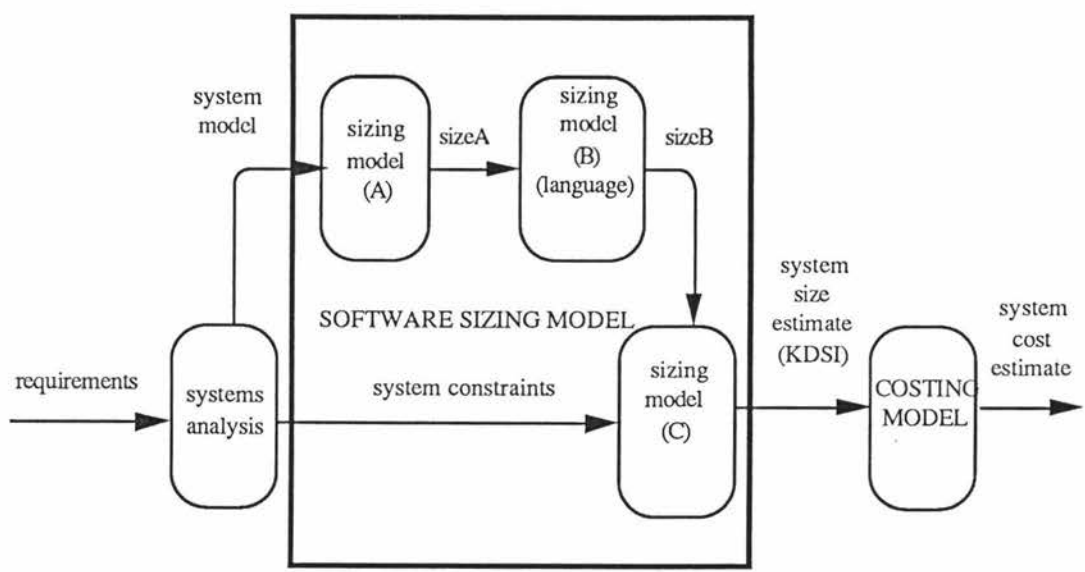 system
model
sizing
model
(A)
sizeA
sizing
model
(B)
(language)
sizeB
SOFTWARE SIZING MODEL
requirements
systems
analysis
system constraints
sizing
model
(C)
system
size
estimate
(KDSI)
COSTING
MODEL
system
cost
estimate